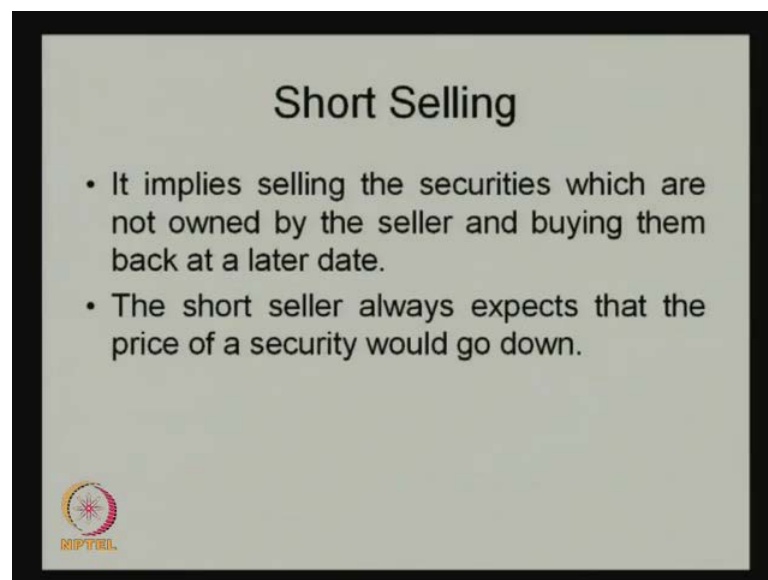 Short Selling
• It implies selling the securities which are
not owned by the seller and buying them
back at a later date.
• The short seller always expects that the
price of a security would go down.
NPTEL